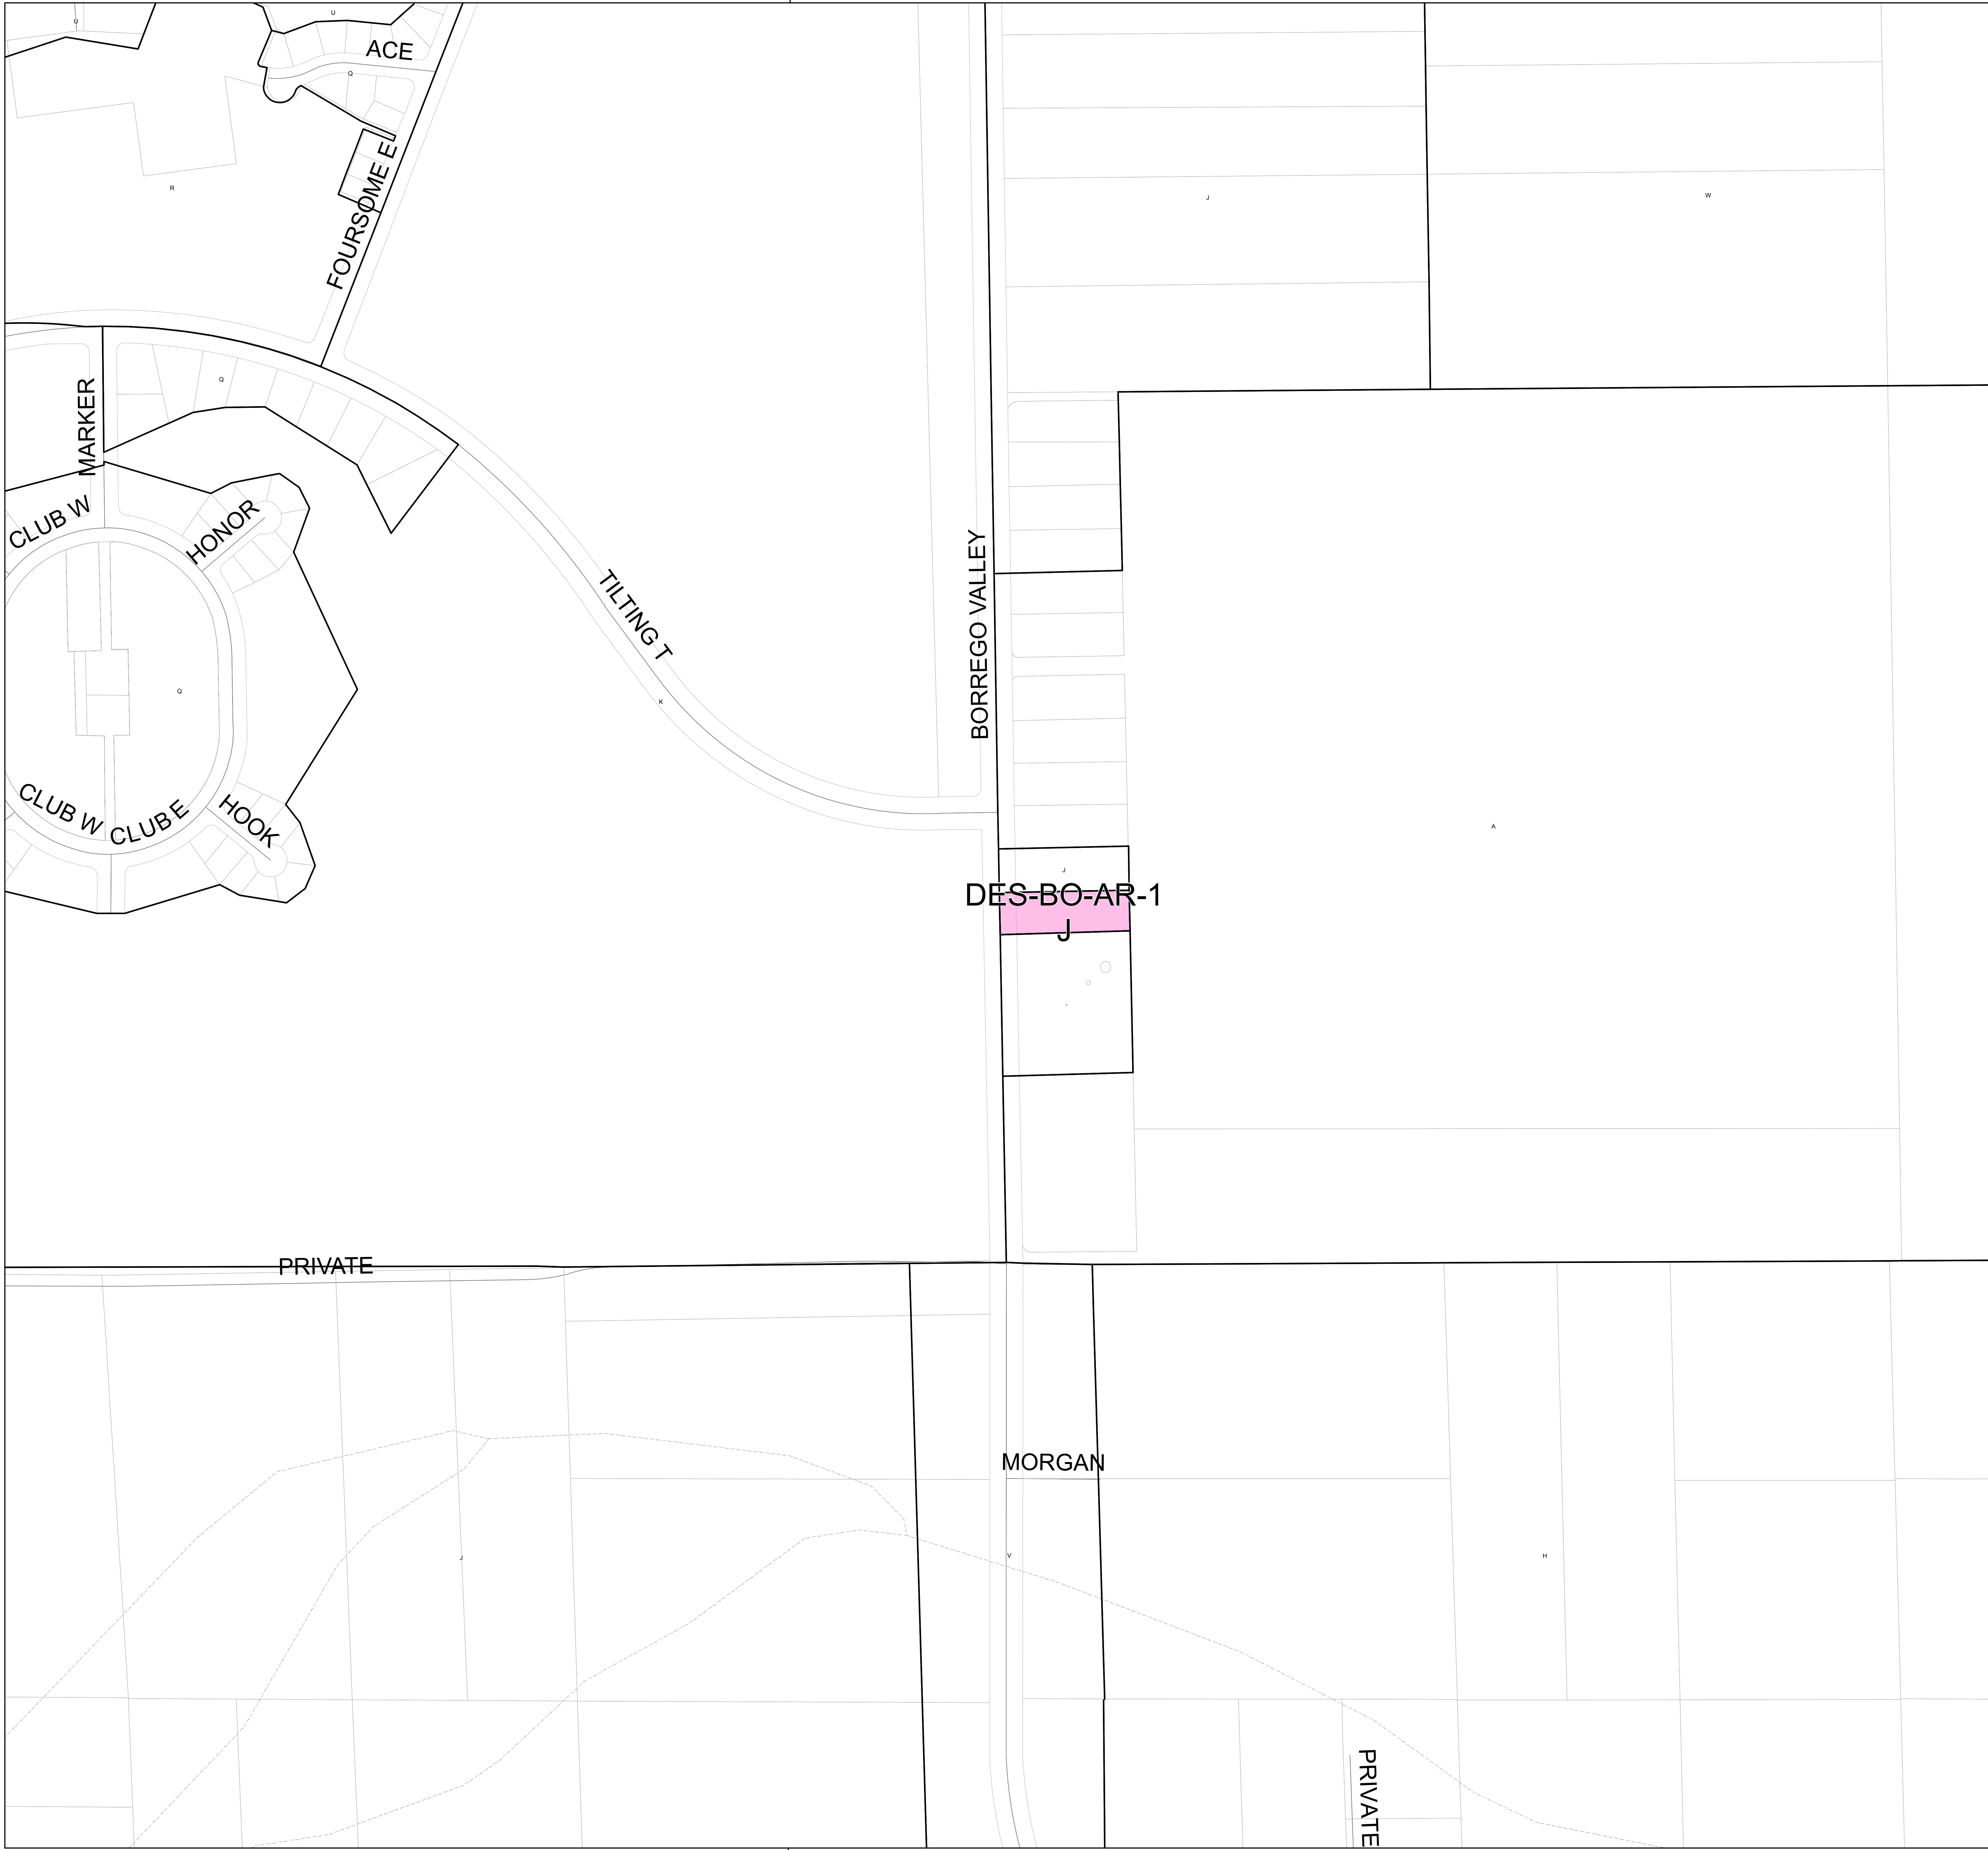 U
U
ACE
Q
FOURSOME E
R
J
W
MARKER
Q
CLUB W
HONOR
TILTING T
BORREGO VALLEY
Q
K
CLUB W
CLUB E
HOOK
A
J
DES-BO-AR-1
J
-
PRIVATE
MORGAN
J
V
H
PRIVATE